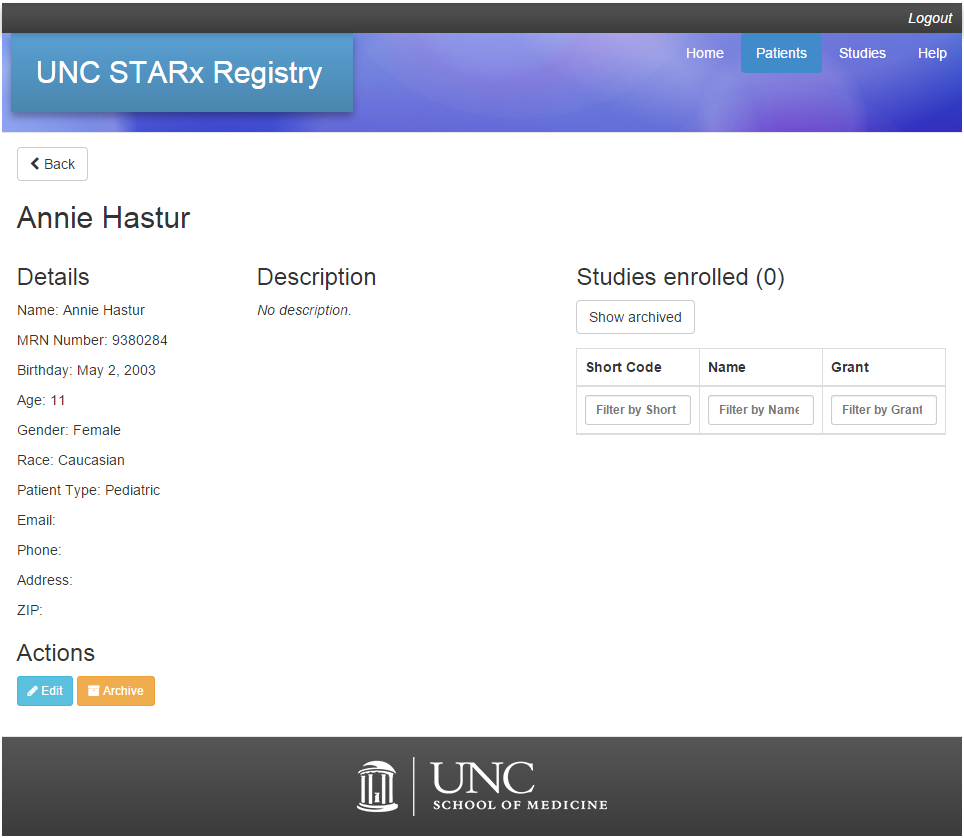 Logout
UNC STARx Registry
Home Patients Studies Help
Back
Annie Hastur
Details
Name: Annie Hastur
MRN Number: 9380284
Birthday: May 2, 2003
Age: 11
Gender: Female
Race: Caucasian
Patient Type: Pediatric
Email:
Phone:
Address:
ZIP:
Actions
Edit Archive
Description
No description.
Studies enrolled (0)
Show archived
Short Code Name Grant
Filter by Short Filter by Name Filter by Grant
UNC
SCHOOL OF MEDICINE